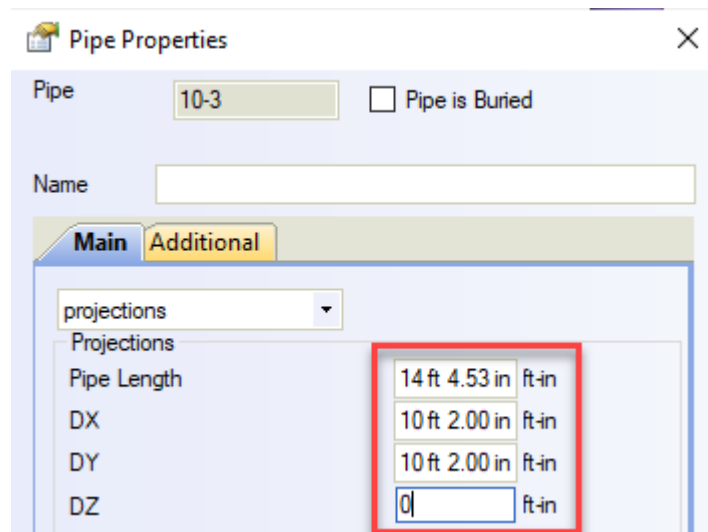 Pipe Properties
Pipe 10-3 Pipe is Buried
Name
Main Additional
projections
Projections
Pipe Length 14 ft 4.53 in ft-in
DX 10 ft 2.00 in ft-in
DY 10 ft 2.00 in ft-in
DZ 0 ft-in